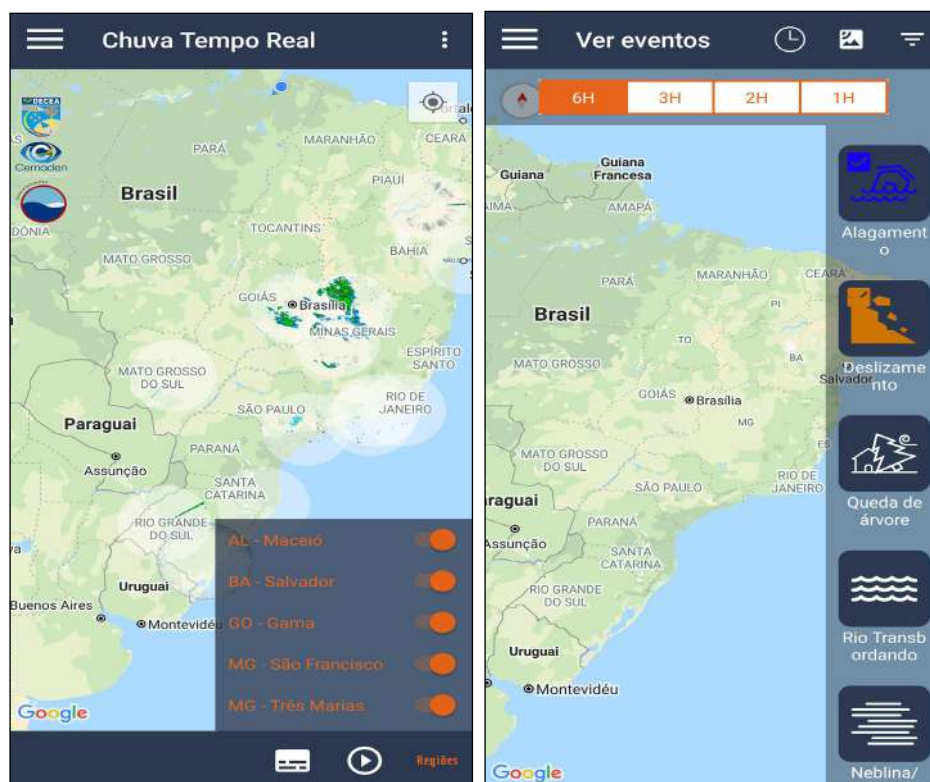 Chuva Tempo Real
DECEA
Cemaden
PARÁ
MARANHÃO
CEARÁ
Brasil
PIAUÍ
TOCANTINS
BAHIA
MATO GROSSO
GOIÁS
Brasília
MINAS GERAIS
ESPÍRITO
SANTO
MATO GROSSO
DO SUL
RIO DE
JANEIRO
SÃO PAULO
Paraguai
PARANÁ
Assunção
SANTA
CATARINA
RIO GRANDE
DO SUL
AL - Maceió
BA - Salvador
Uruguai
Buenos Aires
Montevidéu
GO - Gama
MG - São Francisco
MG - Três Marias
Google
Regiões
Ver eventos
6H 3H 2H 1H
Guiana
Guiana
Francesa
AMAPÁ
Alagament
o
PARÁ
MARANHÃO
CEARÁ
Brasil
PI
TO
MATO GROSSO
BA
Salvador
Deslizame
nto
GOIÁS
Brasília
MG
ES
MATO GROSSO
DO SUL
SÃO PAULO
RIO DE
JANEIRO
Queda de
árvore
raguai
PARANÁ
Assunção
SANTA
CATARINA
RIO GRANDE
DO SUL
Rio Transb
ordando
Uruguai
Montevidéu
Google
Neblina/